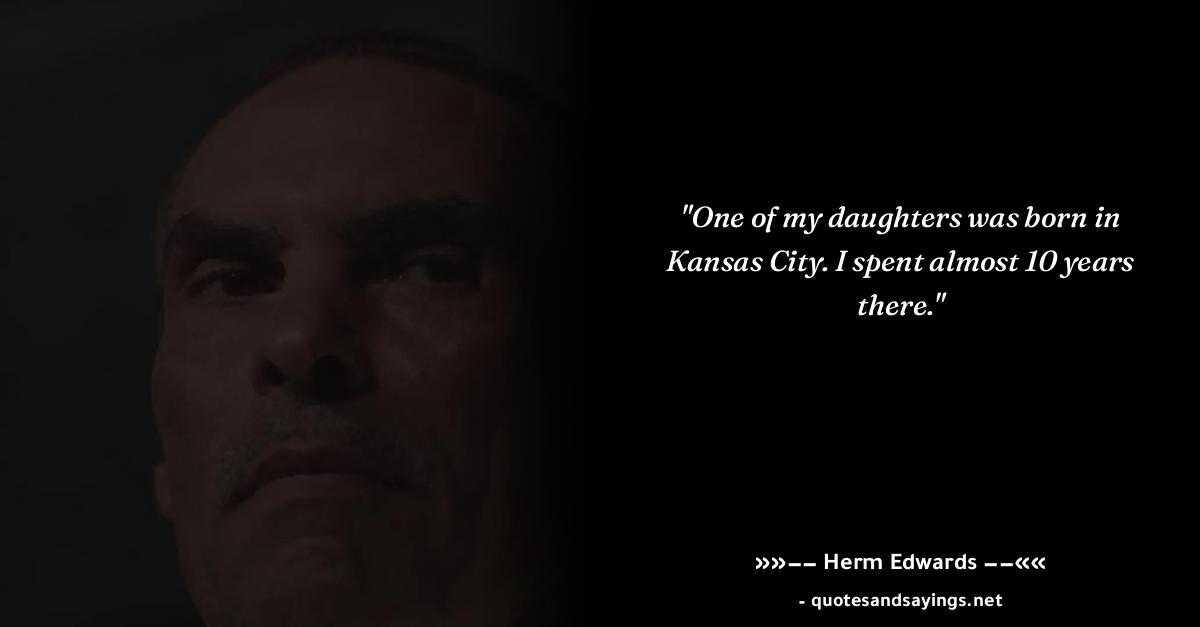 "One of my daughters was born in
Kansas City. I spent almost 10 years
there."
»»−− Herm Edwards −−««
- quotesandsayings.net